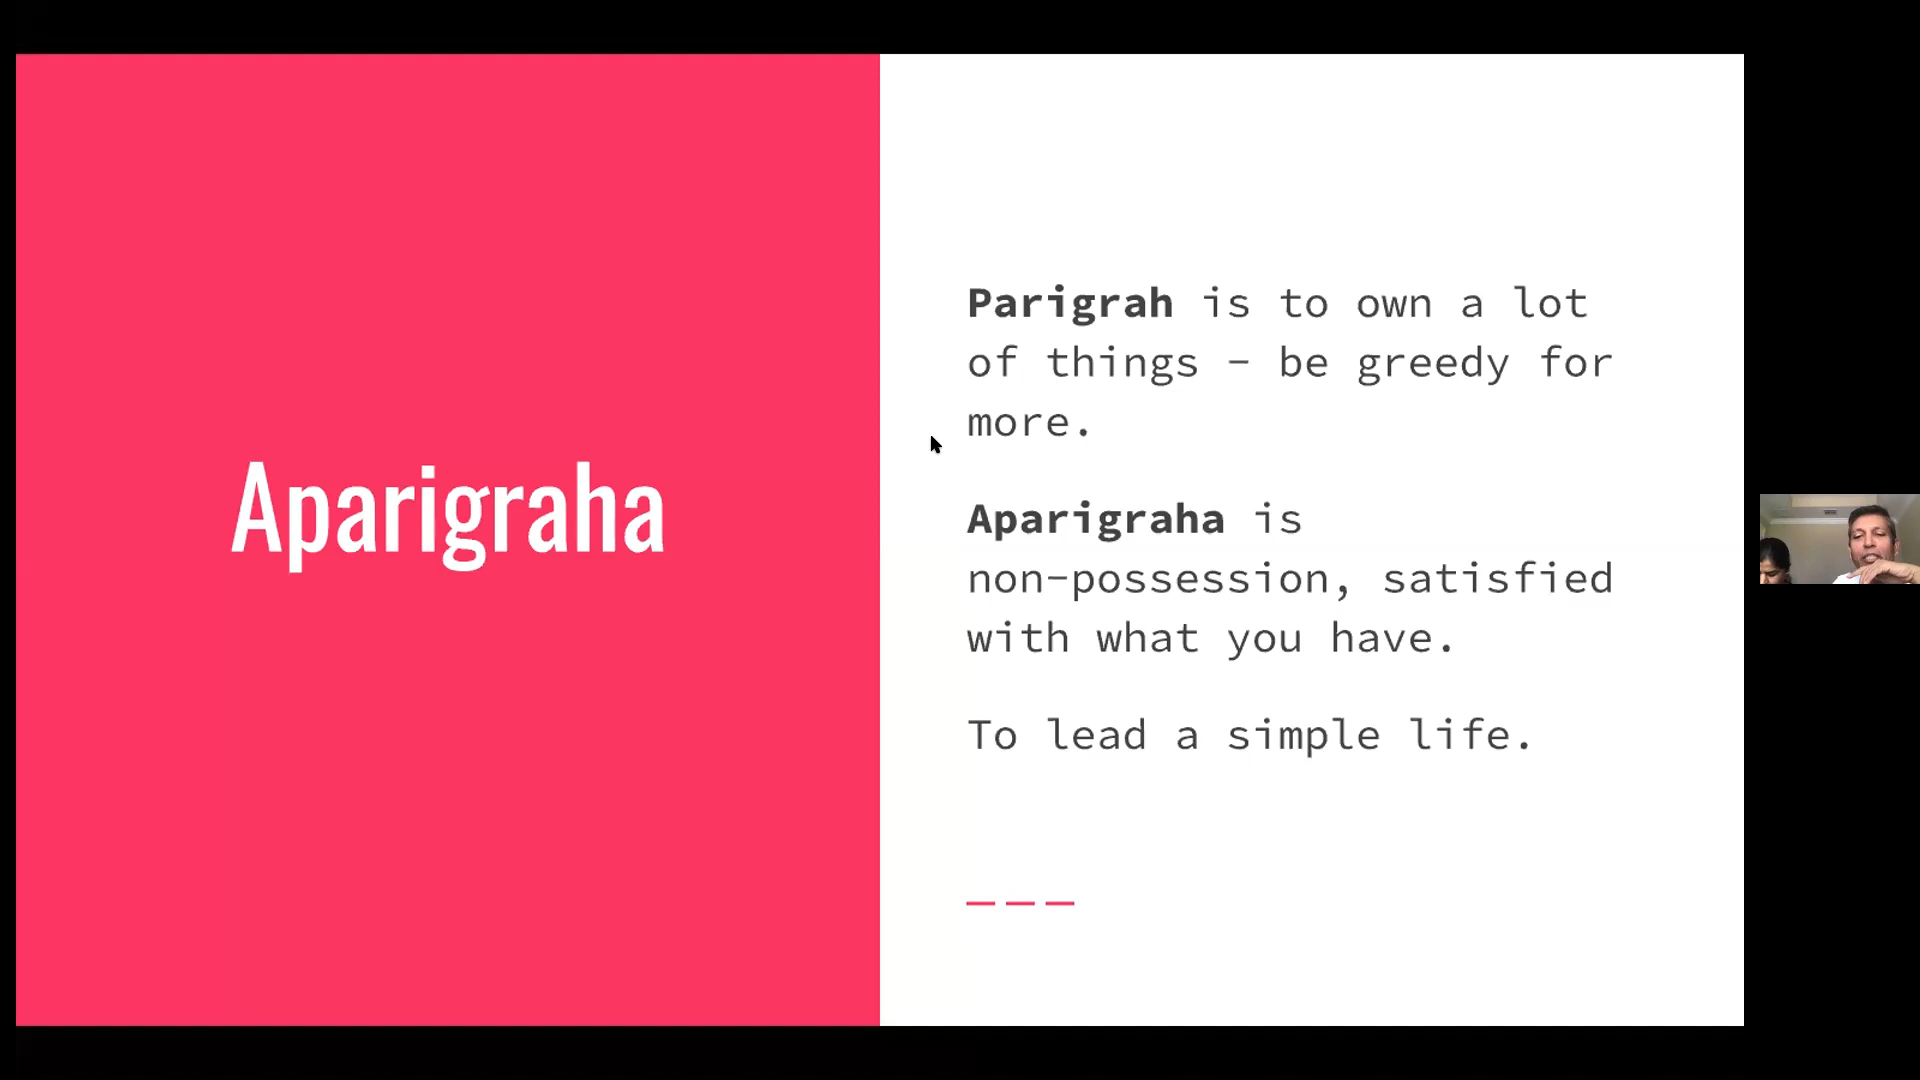 Aparigraha
Parigrah is to own a lot
of things - be greedy for
more.
Aparigraha is
non-possession, satisfied
with what you have.
To lead a simple life.